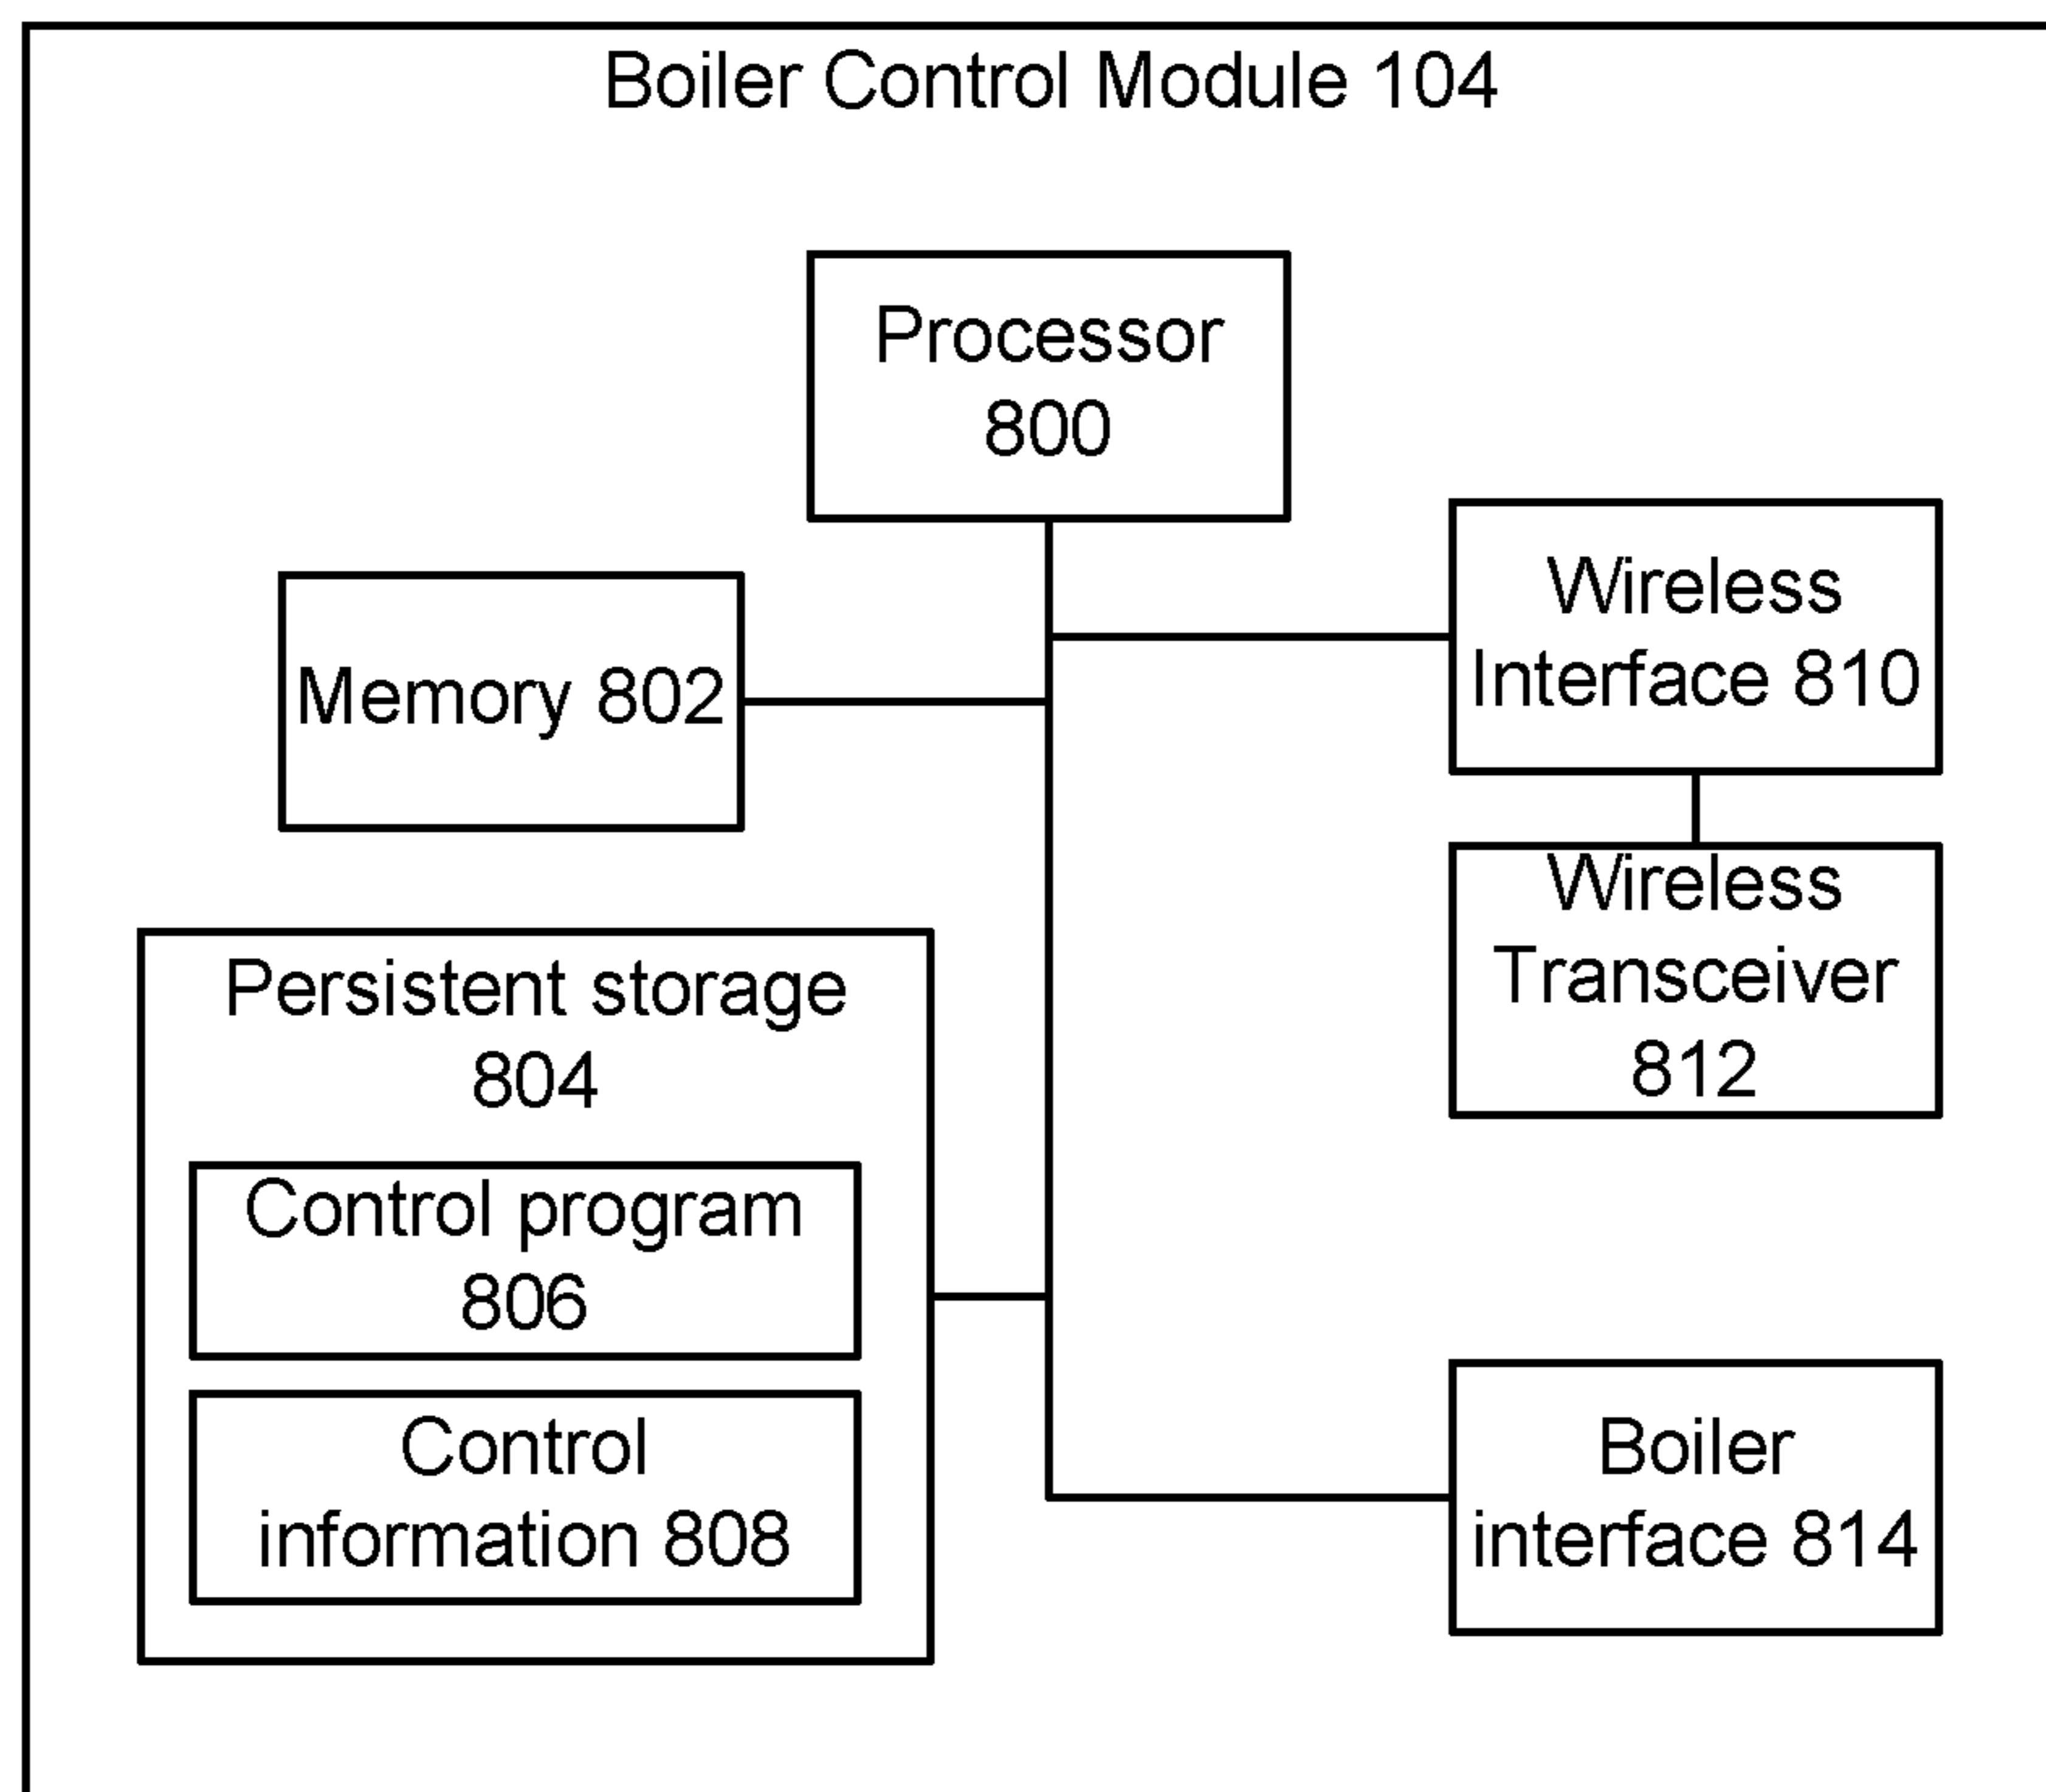 Boiler Control Module 104
Processor
800
Wireless
Interface 810
Memory 802
Wireless
Transceiver
812
Persistent storage
804
Control program
806
Control
information 808
Boiler
interface 814